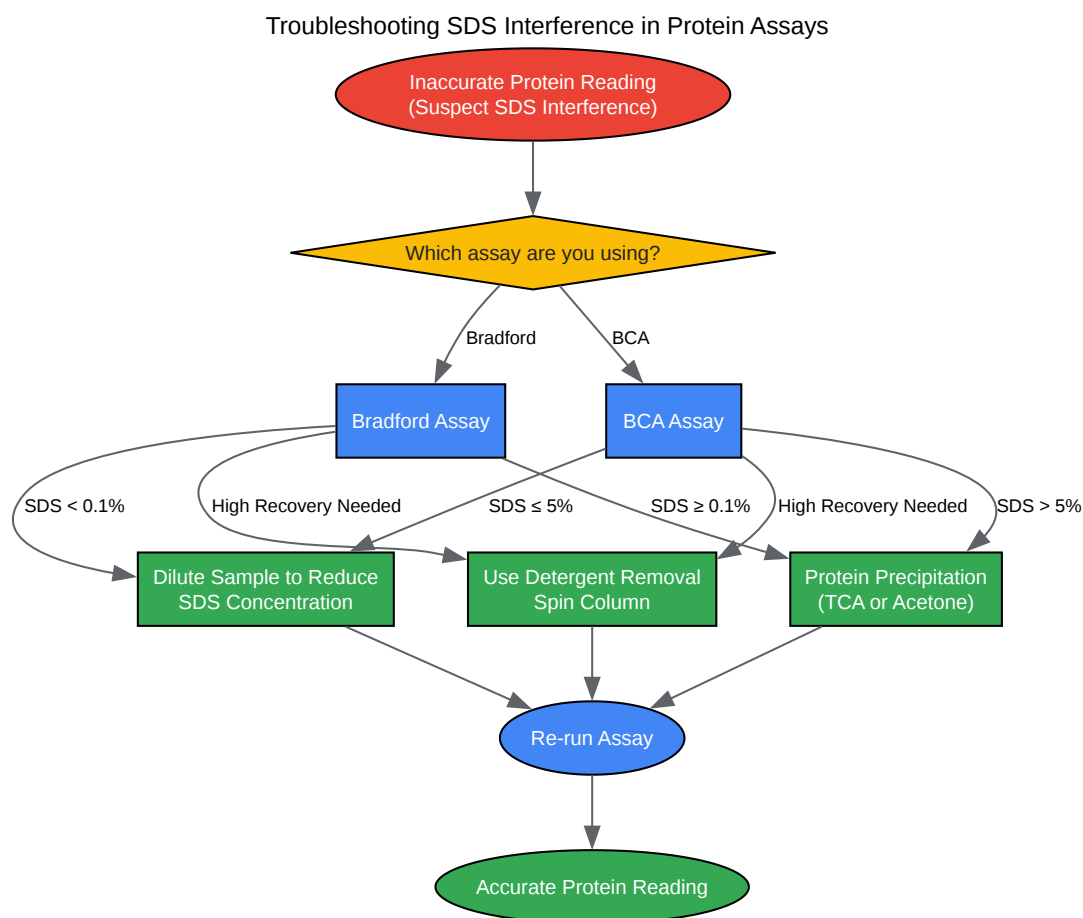 Troubleshooting SDS Interference in Protein Assays
Inaccurate Protein Reading
(Suspect SDS Interference)
Which assay are you using?
Bradford
BCA
Bradford Assay
BCA Assay
SDS < 0.1%
High Recovery Needed
SDS ≤ 5%
SDS ≥ 0.1%
High Recovery Needed
SDS > 5%
Dilute Sample to Reduce
SDS Concentration
Use Detergent Removal
Spin Column
Protein Precipitation
(TCA or Acetone)
Re-run Assay
Accurate Protein Reading